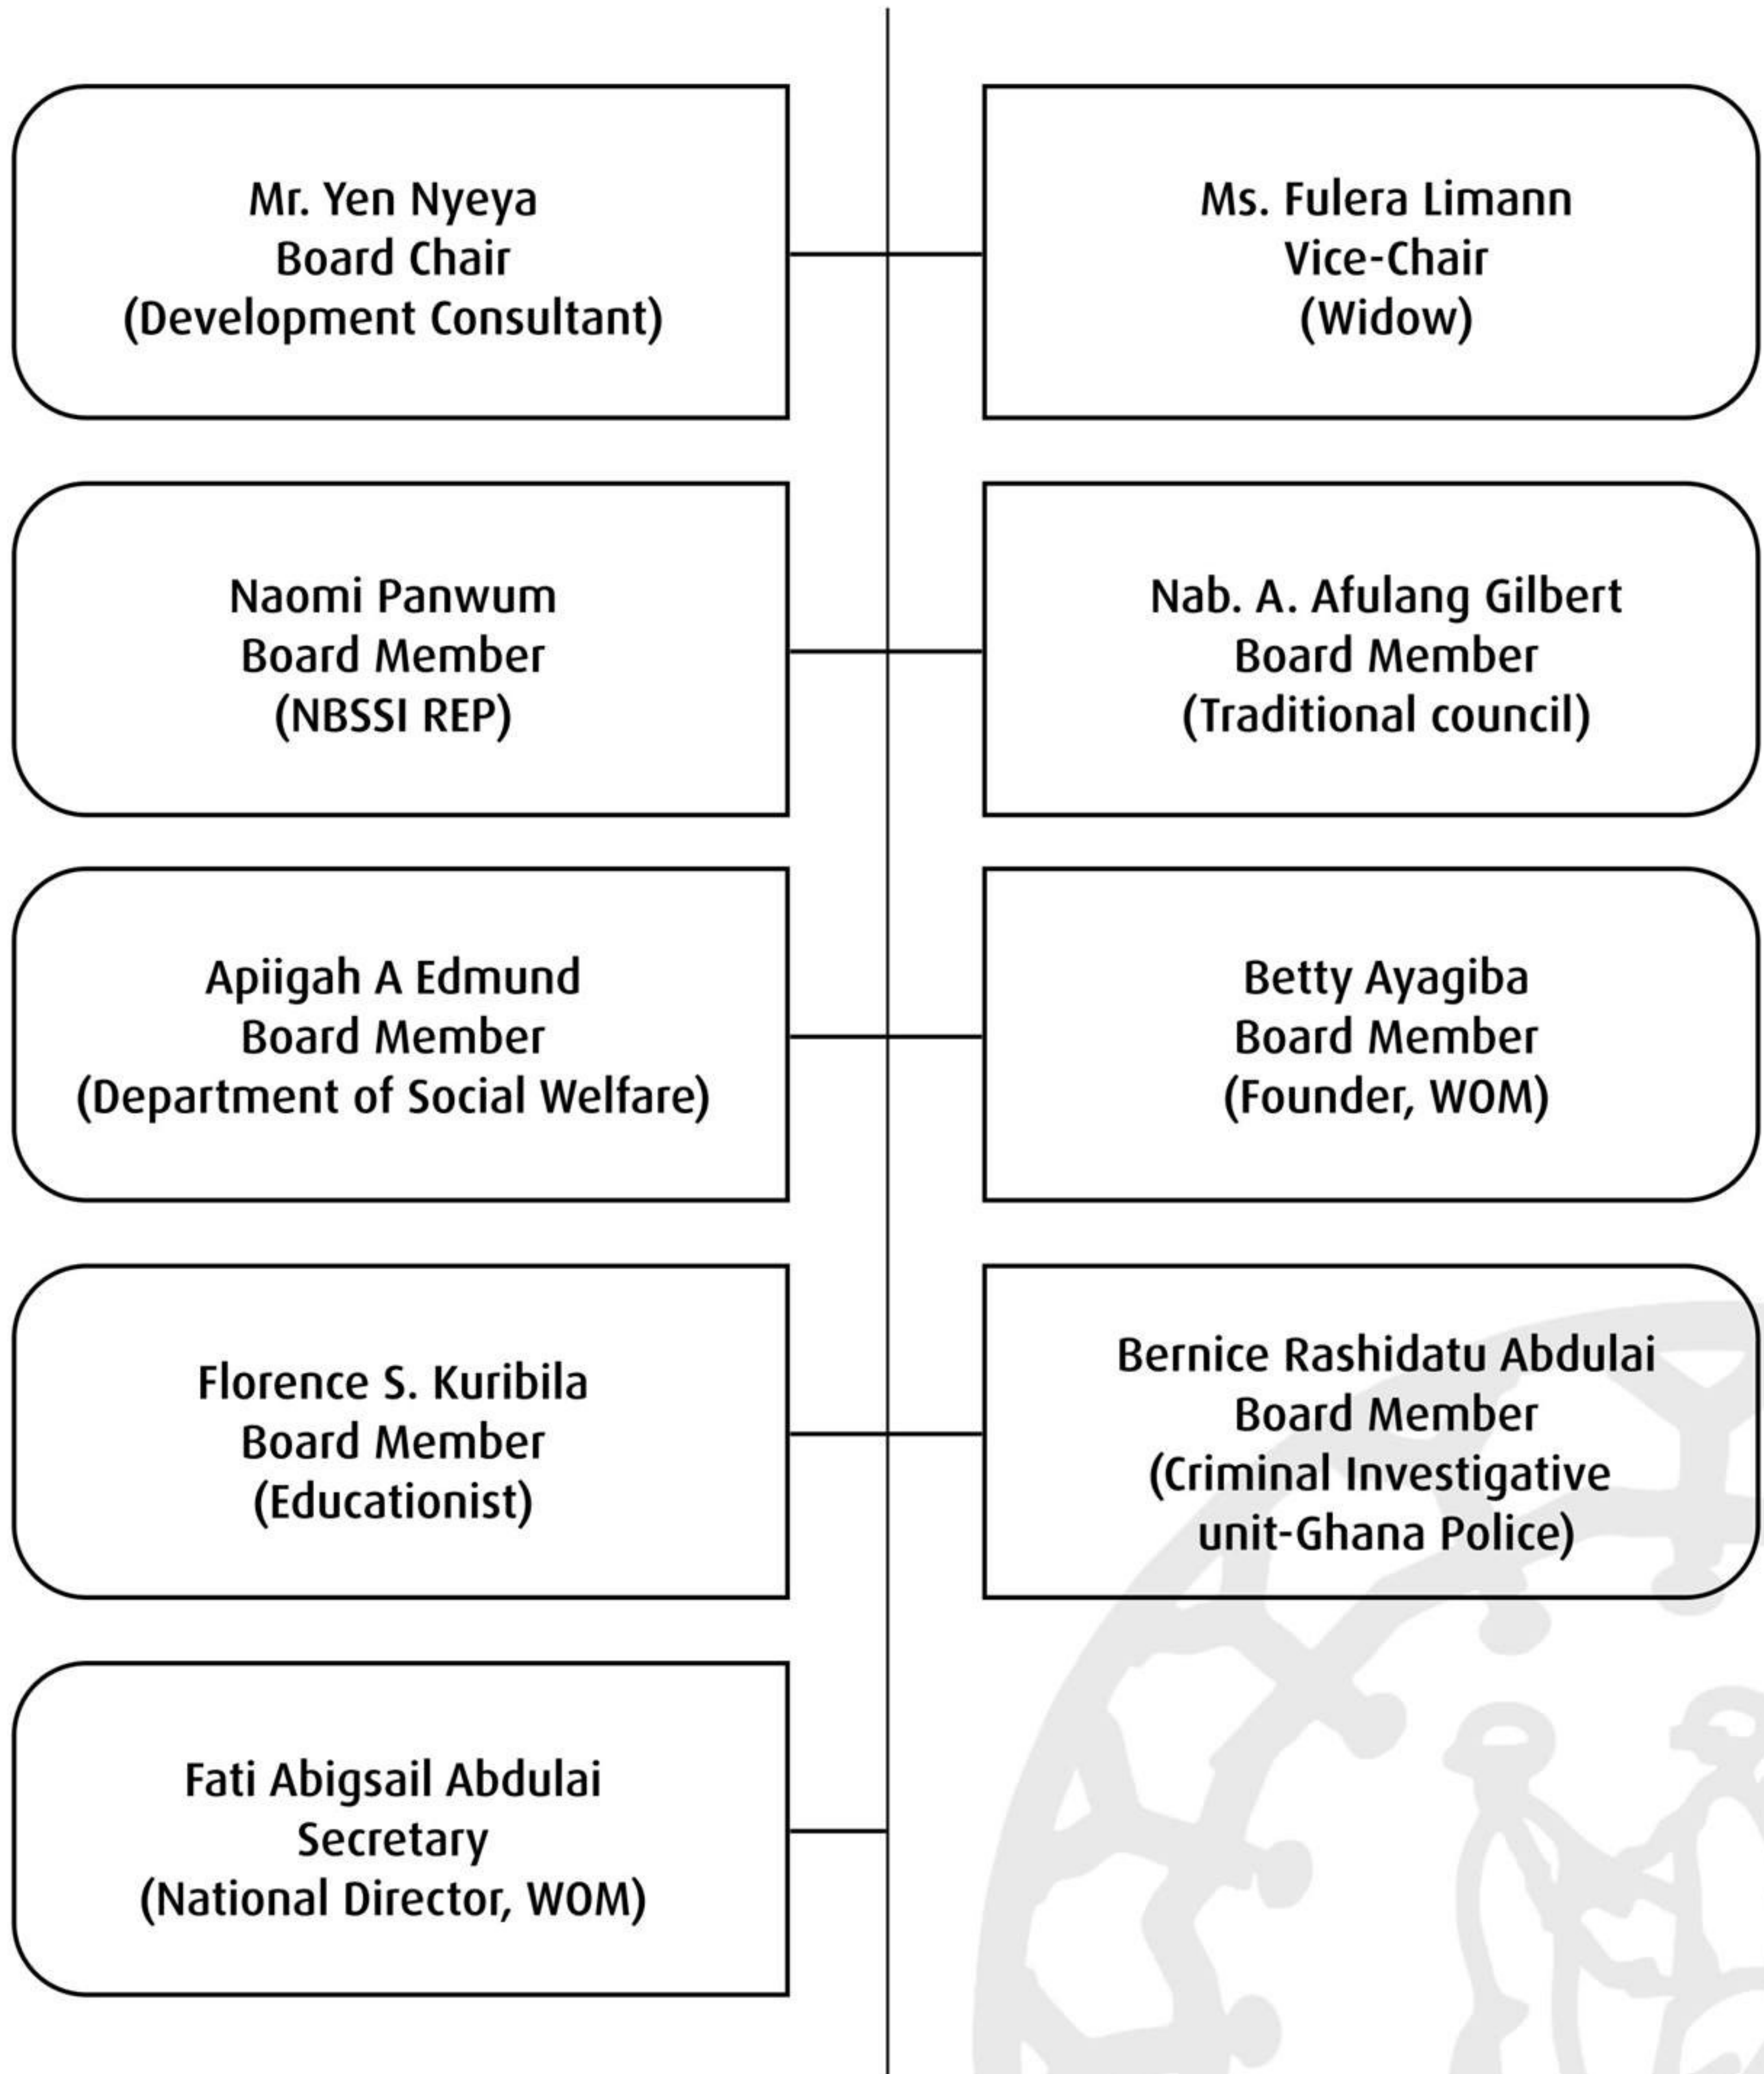 Mr. Yen Nyeya
Board Chair
(Development Consultant)
Ms. Fulera Limann
Vice-Chair
(Widow)
Naomi Panwum
Board Member
(NBSSI REP)
Nab. A. Afulang Gilbert
Board Member
(Traditional council)
Apiigah A Edmund
Board Member
(Department of Social Welfare)
Betty Ayagiba
Board Member
(Founder, WOM)
Florence S. Kuribila
Board Member
(Educationist)
Bernice Rashidatu Abdulai
Board Member
(Criminal Investigative
unit-Ghana Police)
Fati Abigsail Abdulai
Secretary
(National Director, WOM)